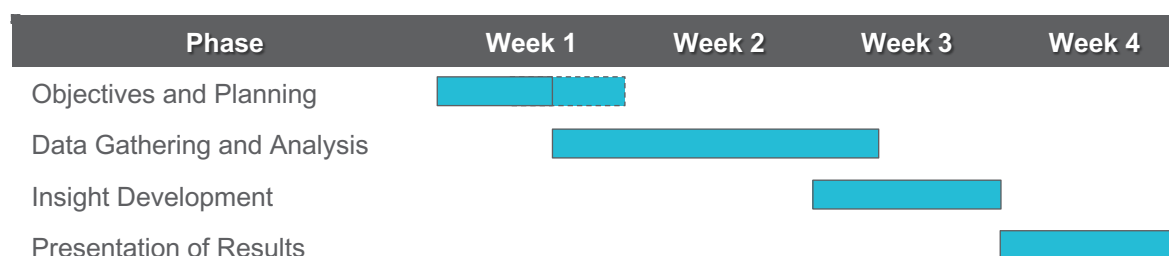 Phase Week 1 Week 2 Week 3 Week 4
Objectives and Planning
Data Gathering and Analysis
Insight Development
Presentation of Results